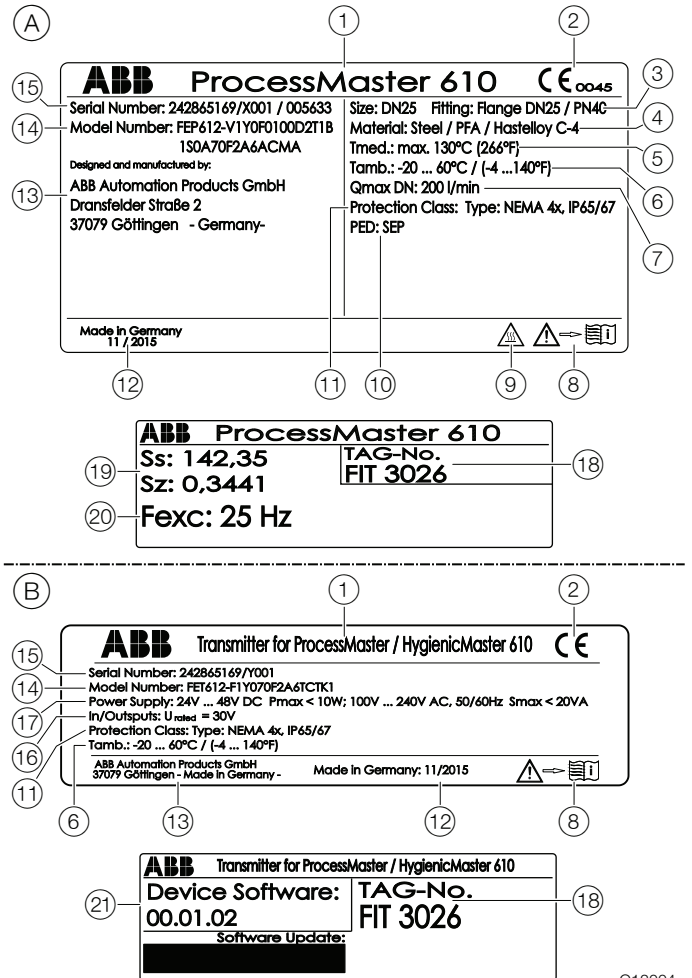 A
1
2
ABB ProcessMaster 610 CE 0045
15
Serial Number: 242865169/X001 / 005633
Size: DN25 Fitting: Flange DN25 / PN40
3
14
Model Number: FEP612-V1Y0F0100D2T1B
1S0A70F2A6ACMA
Material: Steel / PFA / Hastelloy C-4
4
Designed and manufactured by:
Tmed.: max. 130°C (266°F)
5
13
ABB Automation Products GmbH
Dransfelder Straße 2
37079 Göttingen - Germany-
Tamb.: -20 ... 60°C / (-4 ...140°F)
6
Qmax DN: 200 l/min
7
Protection Class: Type: NEMA 4x, IP65/67
PED: SEP
Made in Germany
11 / 2015
i
12
11
10
9
8
ABB ProcessMaster 610
19
Ss: 142,35
Sz: 0,3441
TAG-No.
FIT 3026
18
20
Fexc: 25 Hz
B
1
2
ABB Transmitter for ProcessMaster / HygienicMaster 610 CE
15
Serial Number: 242865169/Y001
14
Model Number: FET612-F1Y070F2A6TCTK1
17
Power Supply: 24V ... 48V DC Pmax < 10W; 100V ... 240V AC, 50/60Hz Smax < 20VA
16
In/Outsputs: U rated = 30V
11
Protection Class: Type: NEMA 4x, IP65/67
Tamb.: -20 ... 60°C / (-4 ... 140°F)
ABB Automation Products GmbH
37079 Göttingen - Made in Germany -
Made in Germany: 11/2015
i
6
13
12
8
ABB Transmitter for ProcessMaster / HygienicMaster 610
21
Device Software:
00.01.02
TAG-No.
FIT 3026
18
Software Update: